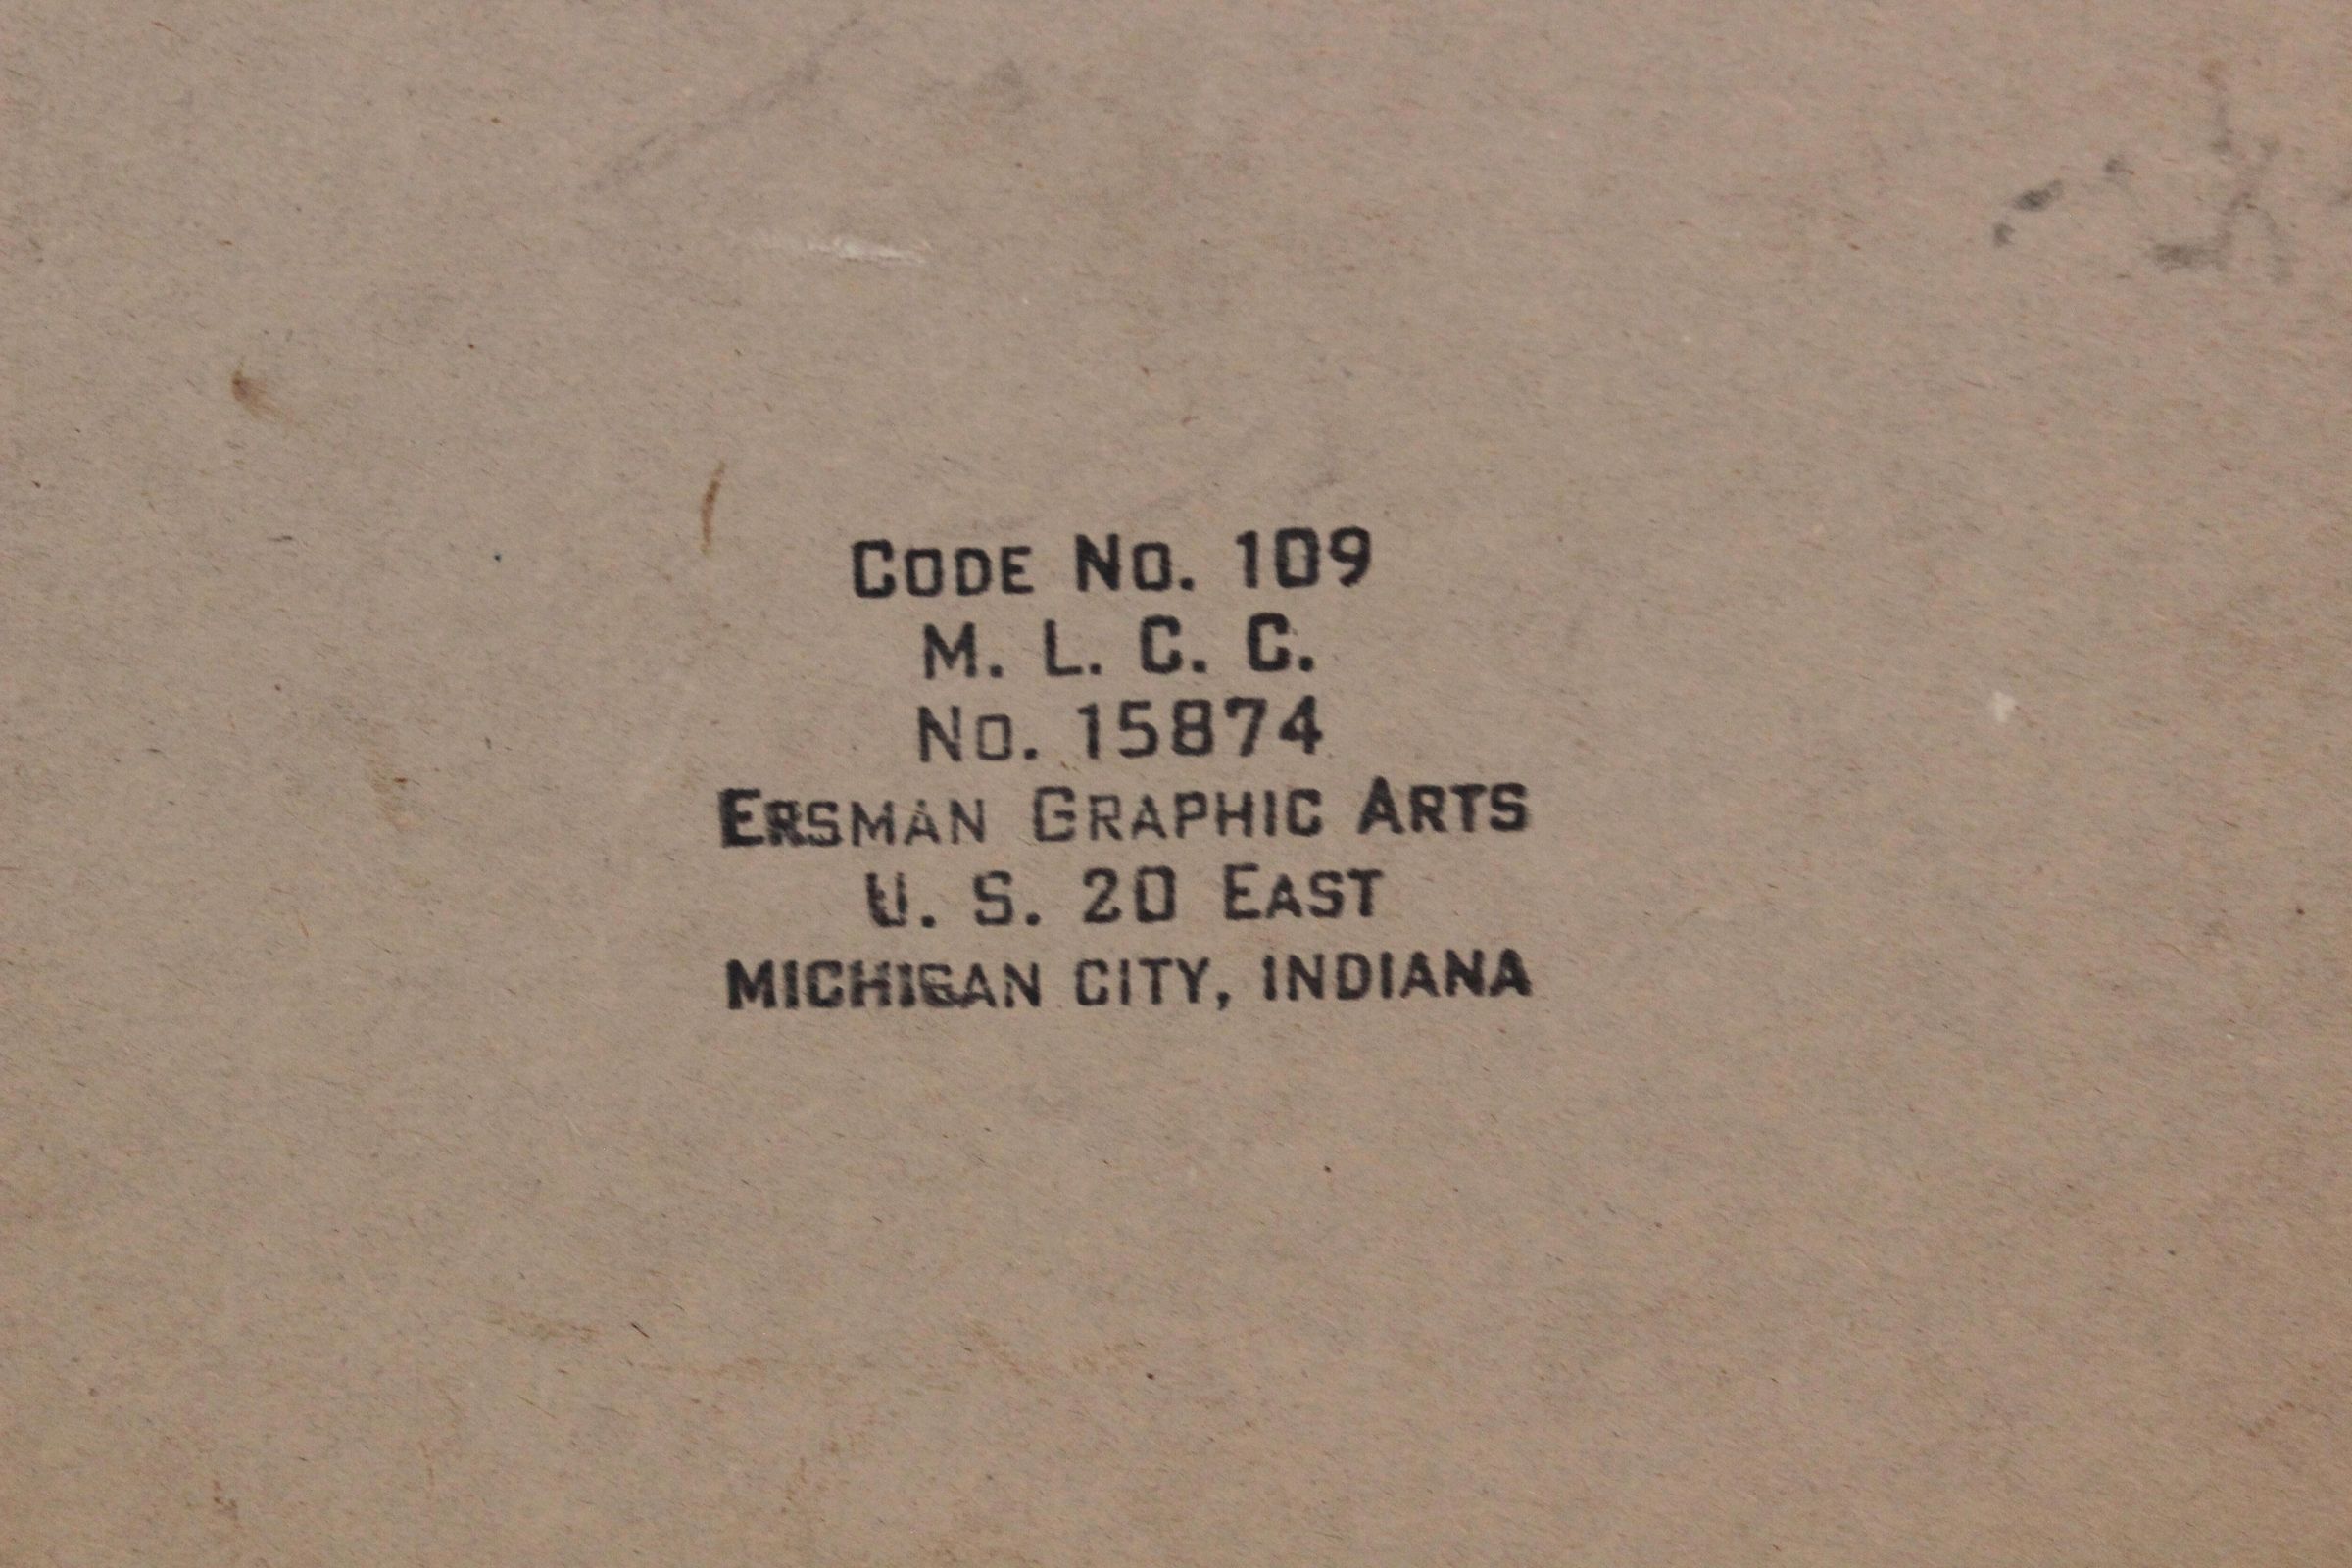 CODE NO. 109
M. L. C. C.
NO. 15874
ERSMAN GRAPHIC ARTS
U. S. 20 EAST
MICHIGAN CITY, INDIANA